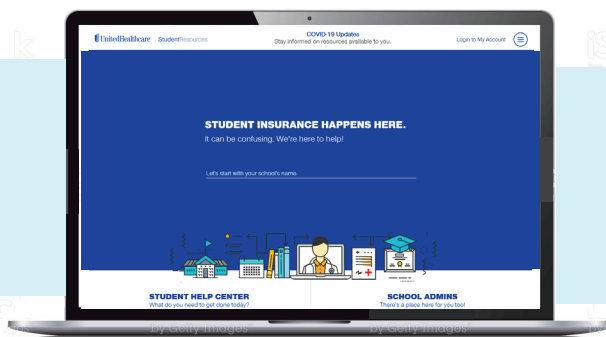 UnitedHealthcare StudentResources
COVID-19 Updates
Stay informed on resources available to you.
Login to My Account
STUDENT INSURANCE HAPPENS HERE.
It can be confusing. We're here to help!
Let's start with your school's name.
STUDENT HELP CENTER
What do you need to get done today?
SCHOOL ADMINS
There's a place here for you too!
by Getty Images
by Getty Images